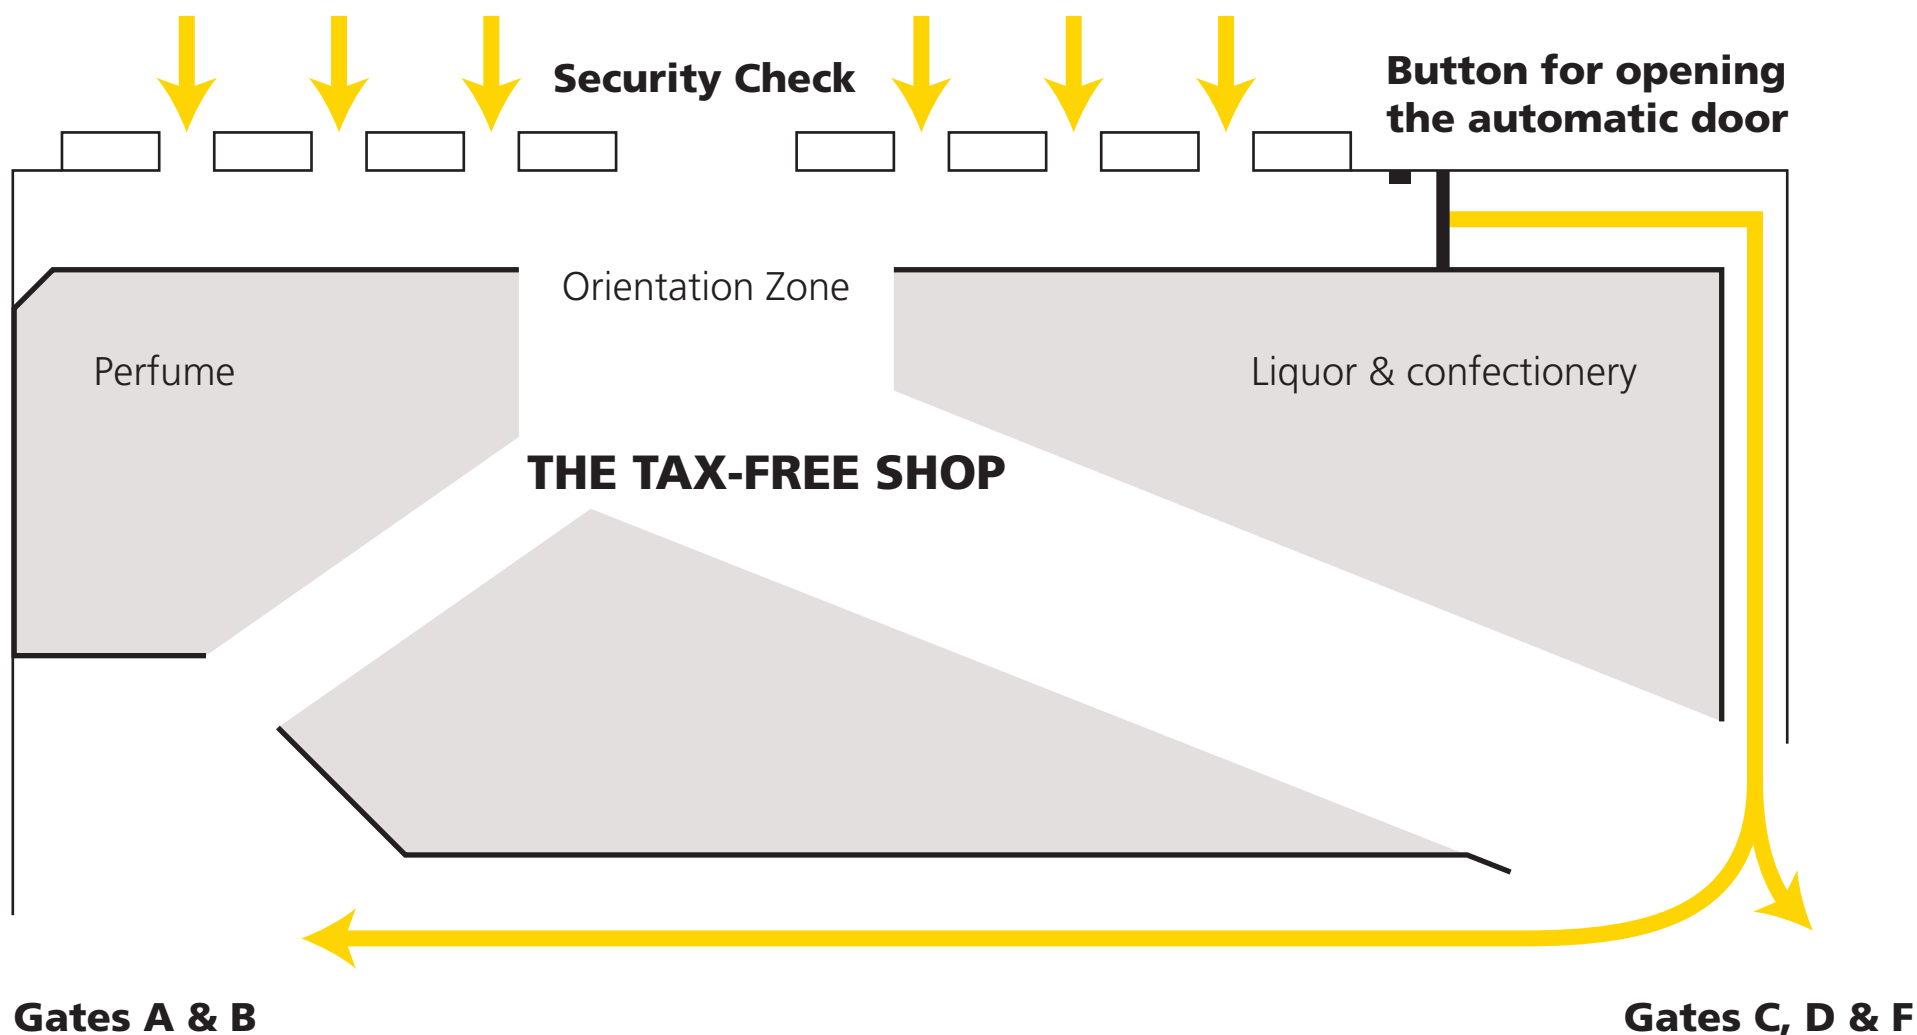 Security Check
Button for opening
the automatic door
Orientation Zone
Perfume
Liquor & confectionery
THE TAX-FREE SHOP
Gates A & B
Gates C, D & F